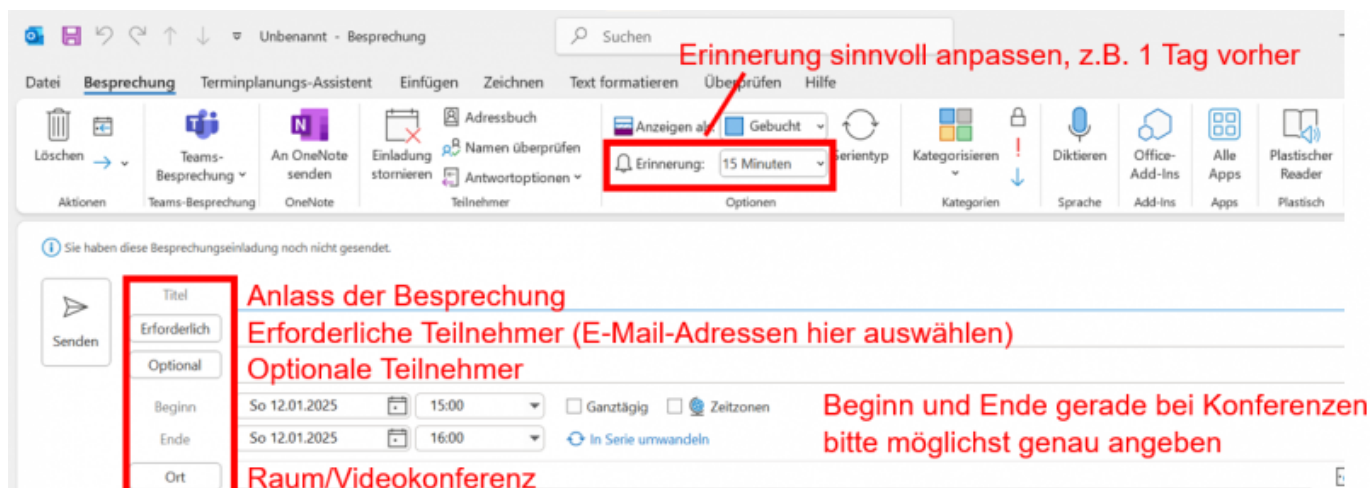 Unbenannt - Besprechung
Suchen
Erinnerung sinnvoll anpassen, z.B. 1 Tag vorher
Datei Besprechung Terminplanungs-Assistent Einfügen Zeichnen Text formatieren Überprüfen Hilfe
Löschen
Teams-Besprechung
An OneNote senden
Einladung stornieren
Adressbuch
Namen überprüfen
Antwortoptionen
Anzeigen als: Gebucht
Erinnerung: 15 Minuten
Serientyp
Kategorisieren
Diktieren
Office-Add-Ins
Alle Apps
Plastischer Reader
Aktionen Teams-Besprechung OneNote Teilnehmer Optionen Kategorien Sprache Add-Ins Apps Plastisch
Sie haben diese Besprechungseinladung noch nicht gesendet.
Senden
Titel Anlass der Besprechung
Erforderlich Erforderliche Teilnehmer (E-Mail-Adressen hier auswählen)
Optional Optionale Teilnehmer
Beginn So 12.01.2025 15:00 Ganztägig Zeitzonen
Ende So 12.01.2025 16:00 In Serie umwandeln
Beginn und Ende gerade bei Konferenzen
bitte möglichst genau angeben
Ort Raum/Videokonferenz